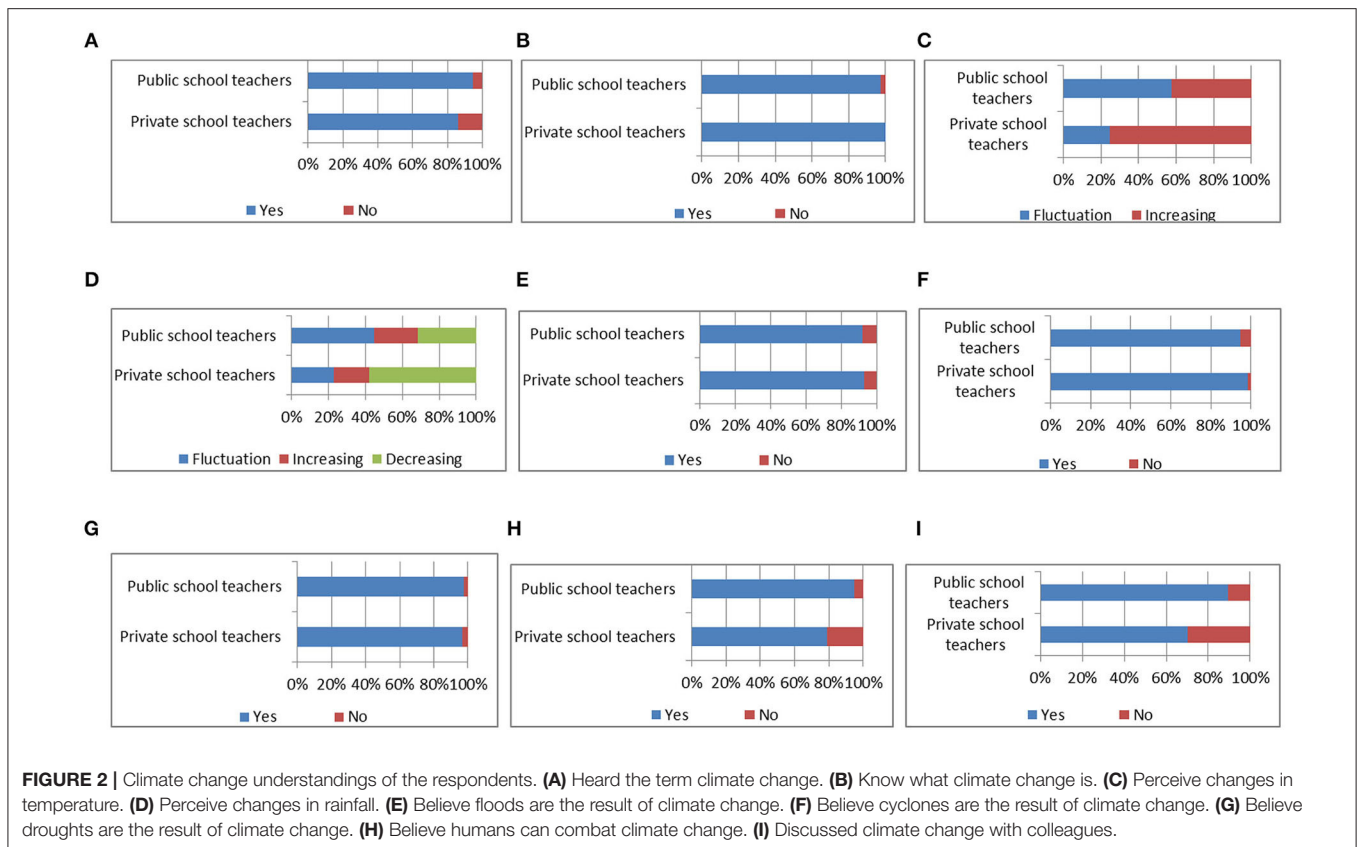 A
Public school teachers
Private school teachers
0% 20% 40% 60% 80% 100%
Yes No
B
Public school teachers
Private school teachers
0% 20% 40% 60% 80% 100%
Yes No
C
Public school
teachers
Private school
teachers
0% 20% 40% 60% 80% 100%
Fluctuation Increasing
D
Public school teachers
Private school teachers
0% 20% 40% 60% 80% 100%
Fluctuation Increasing Decreasing
E
Public school teachers
Private school teachers
0% 20% 40% 60% 80% 100%
Yes No
F
Public school
teachers
Private school
teachers
0% 20% 40% 60% 80% 100%
Yes No
G
Public school teachers
Private school teachers
0% 20% 40% 60% 80% 100%
Yes No
H
Public school teachers
Private school teachers
0% 20% 40% 60% 80% 100%
Yes No
I
Public school
teachers
Private school
teachers
0% 20% 40% 60% 80% 100%
Yes No
FIGURE 2 | Climate change understandings of the respondents. (A) Heard the term climate change. (B) Know what climate change is. (C) Perceive changes in
temperature. (D) Perceive changes in rainfall. (E) Believe floods are the result of climate change. (F) Believe cyclones are the result of climate change. (G) Believe
droughts are the result of climate change. (H) Believe humans can combat climate change. (I) Discussed climate change with colleagues.